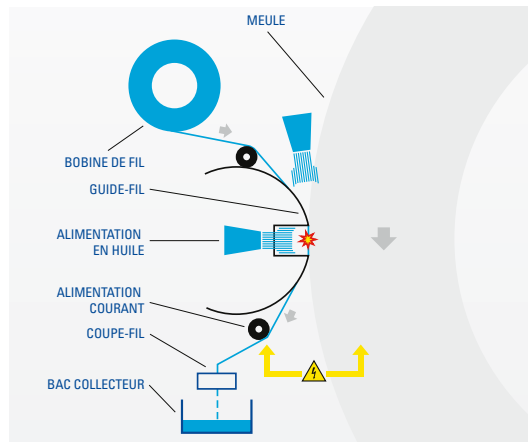 MEULE
BOBINE DE FIL
GUIDE-FIL
ALIMENTATION
EN HUILE
ALIMENTATION
COURANT
COUPE-FIL
BAC COLLECTEUR